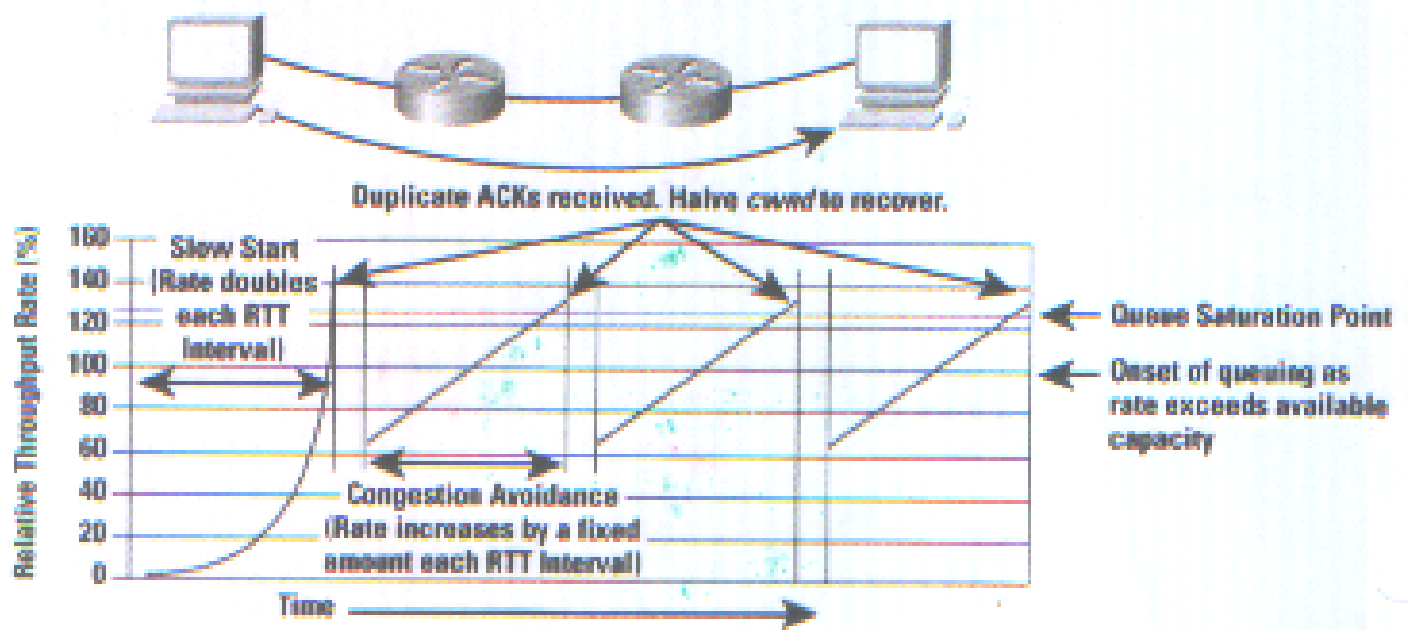 Duplicate ACKs received. Halve cwnd to recover.
Relative Throughput Rate (%)
160
140
120
100
80
60
40
20
0
Slow Start
(Rate doubles
each RTT
interval)
Queue Saturation Point
Onset of queuing as
rate exceeds available
capacity
Congestion Avoidance
(Rate increases by a fixed
amount each RTT interval)
Time